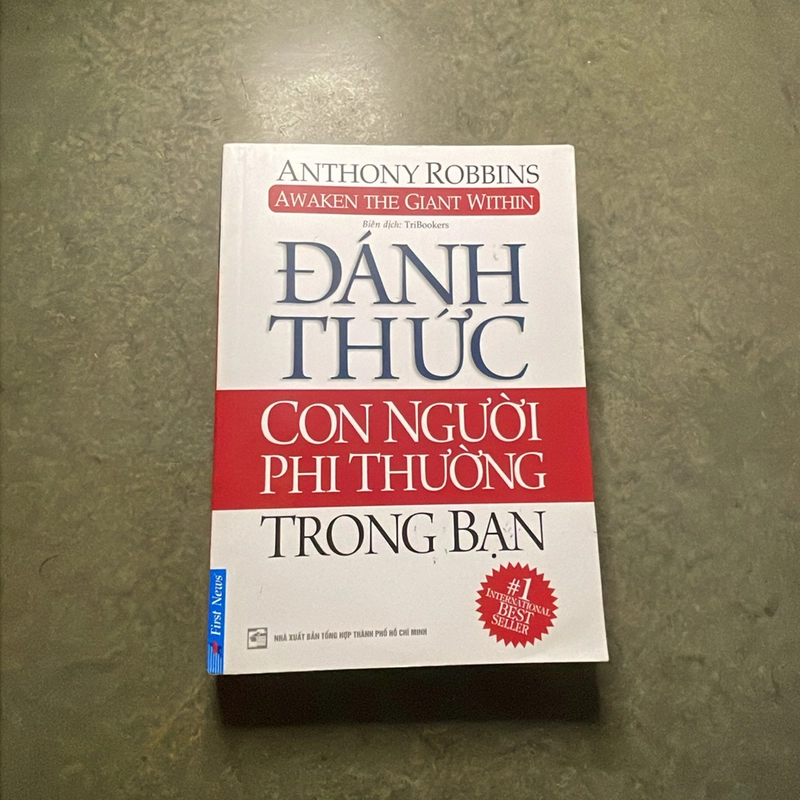 ANTHONY ROBBINS
AWAKEN THE GIANT WITHIN
Biên dịch: TriBookers
ĐÁNH
THỨC
CON NGƯỜI
PHI THƯỜNG
TRONG BẠN
#1
INTERNATIONAL
BEST
SELLER
First News
NHÀ XUẤT BẢN TỔNG HỢP THÀNH PHỐ HỒ CHÍ MINH